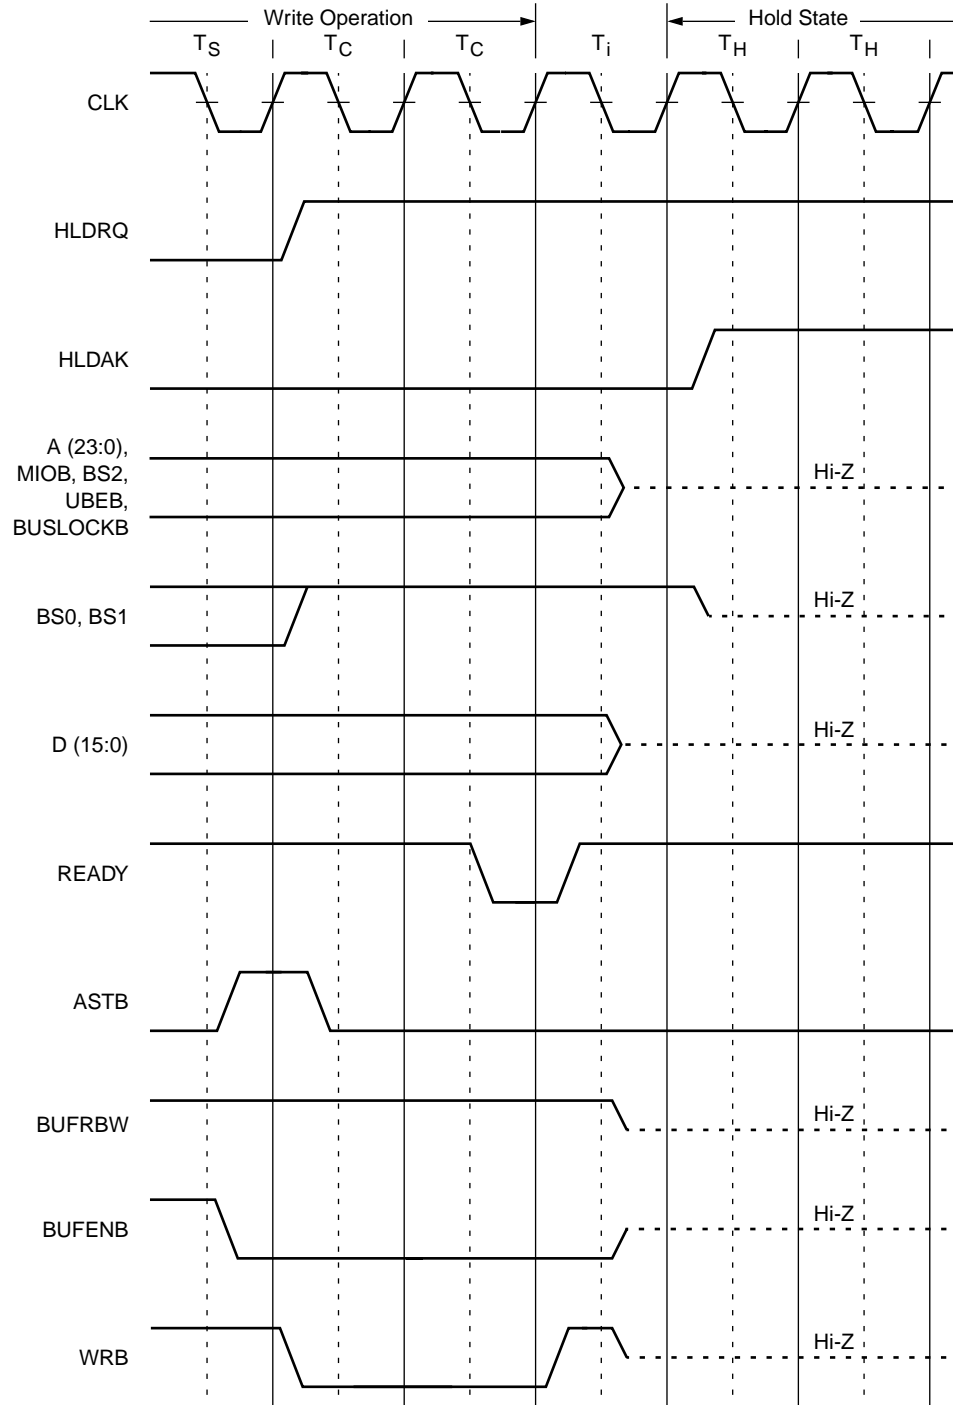 Write Operation Hold State
TS TC TC Ti TH TH
CLK
HLDRQ
HLDAK
A (23:0),
MIOB, BS2,
UBEB,
BUSLOCKB
Hi-Z
BS0, BS1
Hi-Z
D (15:0)
Hi-Z
READY
ASTB
BUFRBW
Hi-Z
BUFENB
Hi-Z
WRB
Hi-Z